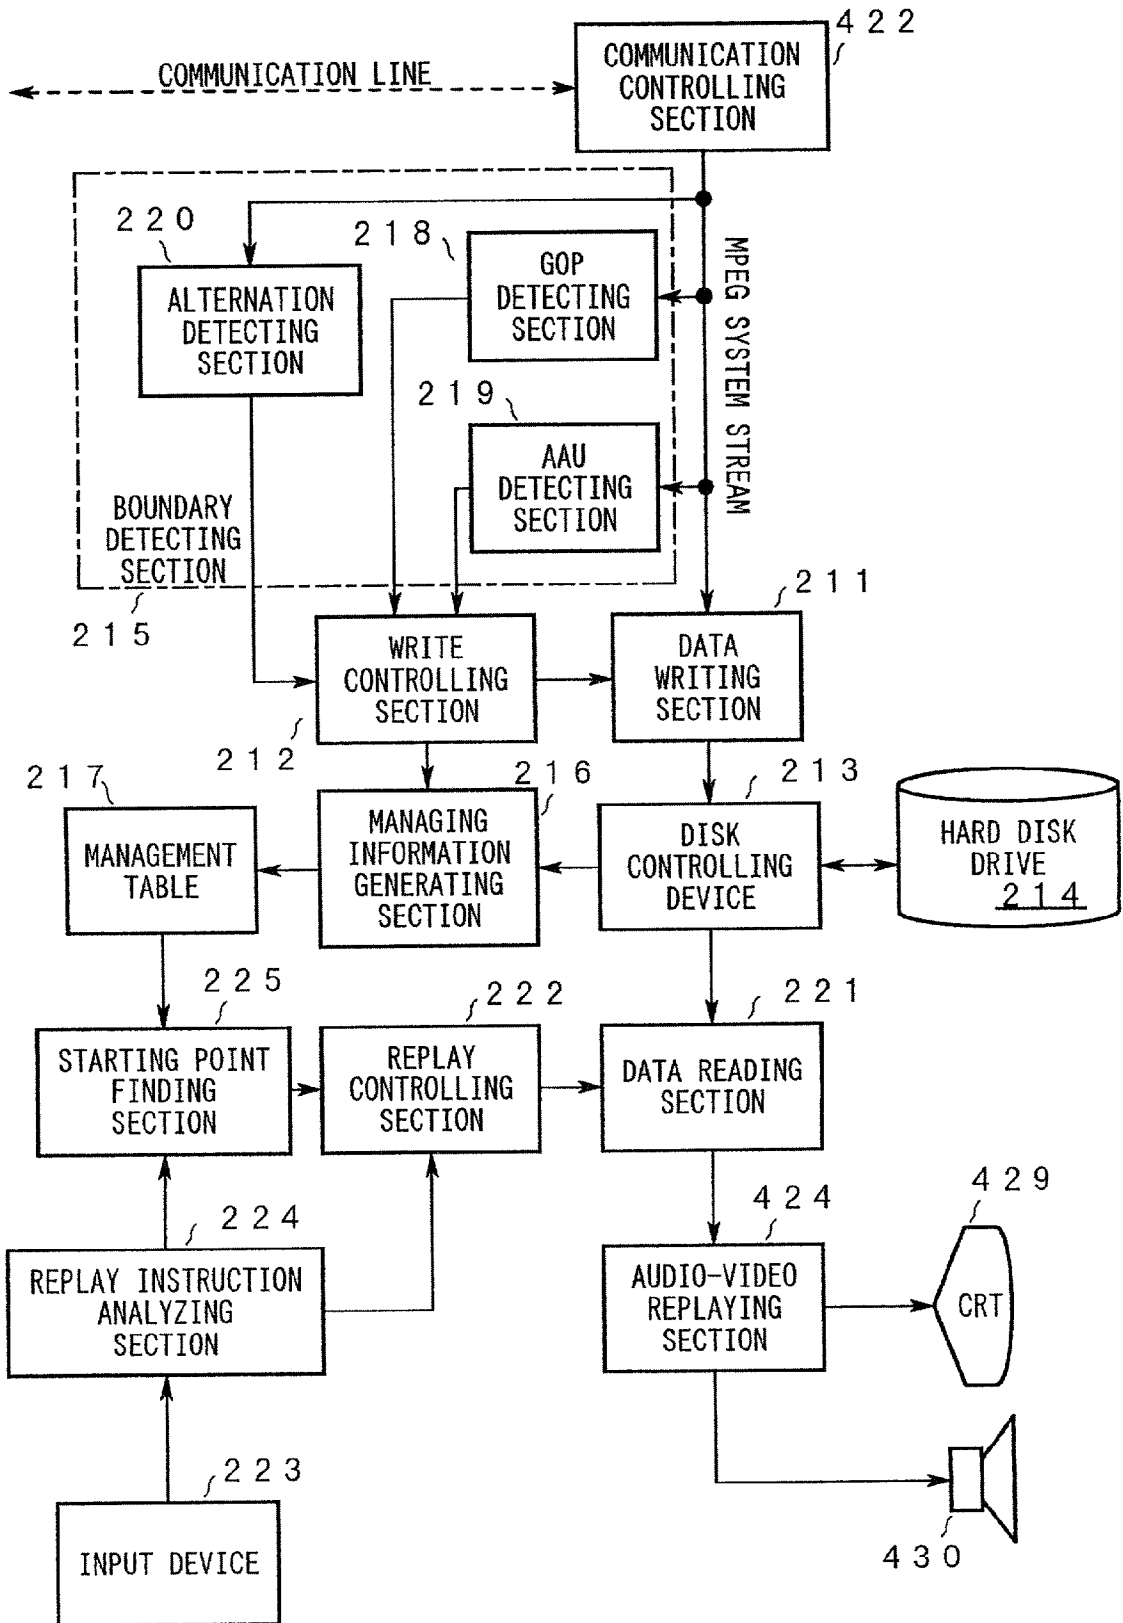 422
COMMUNICATION
CONTROLLING
SECTION
COMMUNICATION LINE
220
218
ALTERNATION
DETECTING
SECTION
GOP
DETECTING
SECTION
MPEG SYSTEM STREAM
219
AAU
DETECTING
SECTION
BOUNDARY
DETECTING
SECTION
215
211
WRITE
CONTROLLING
SECTION
DATA
WRITING
SECTION
212
217
216
213
MANAGEMENT
TABLE
MANAGING
INFORMATION
GENERATING
SECTION
DISK
CONTROLLING
DEVICE
HARD DISK
DRIVE
214
225
222
221
STARTING POINT
FINDING
SECTION
REPLAY
CONTROLLING
SECTION
DATA READING
SECTION
224
424
429
REPLAY INSTRUCTION
ANALYZING
SECTION
AUDIO-VIDEO
REPLAYING
SECTION
CRT
223
430
INPUT DEVICE